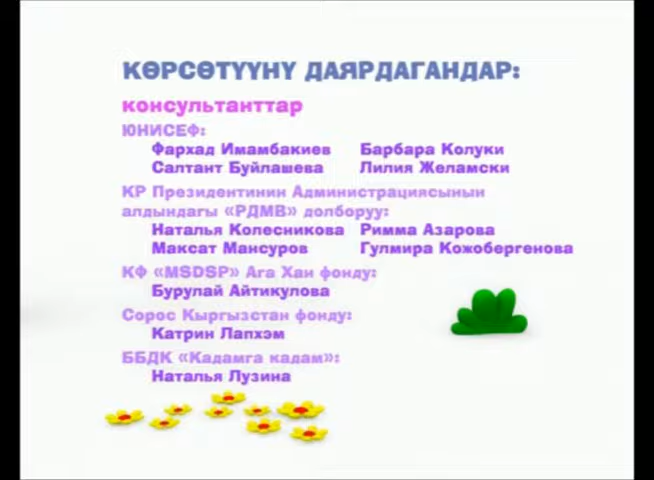 КӨРСӨТҮҮНҮ ДАЯРДАГАНДАР:
консультанттар
ЮНИСЕФ:
Фархад Имамбакиев Барбара Колуки
Салтант Буйлашева Лилия Желамски
КР Президентинин Администрациясынын
алдындагы «РДМВ» долборуу:
Наталья Колесникова Римма Азарова
Максат Мансуров Гулмира Кожобергенова
КФ «MSDSP» Ага Хан фонду:
Бурулай Айтикулова
Сорос Кыргызстан фонду:
Катрин Лапхэм
ББДК «Кадамга кадам»:
Наталья Лузина